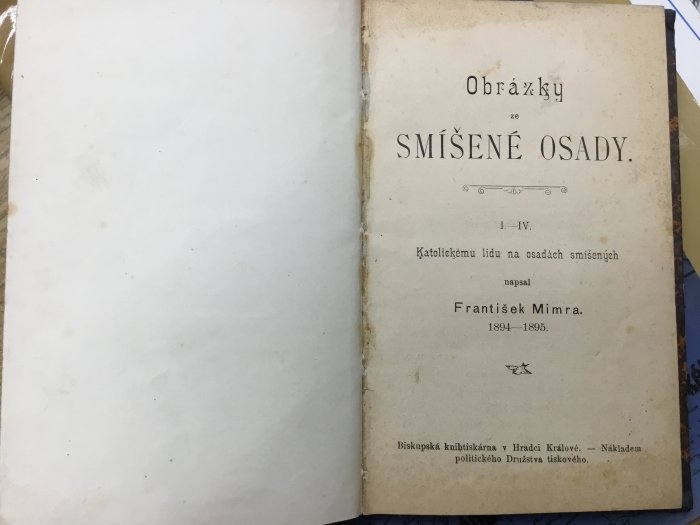 Obrázky
ze
SMÍŠENÉ OSADY.
I.—IV.
Katolickému lidu na osadách smíšených
napsal
František Mimra.
1894—1895.
Biskupská knihtiskárna v Hradci Králové. — Nákladem
politického Družstva tiskového.